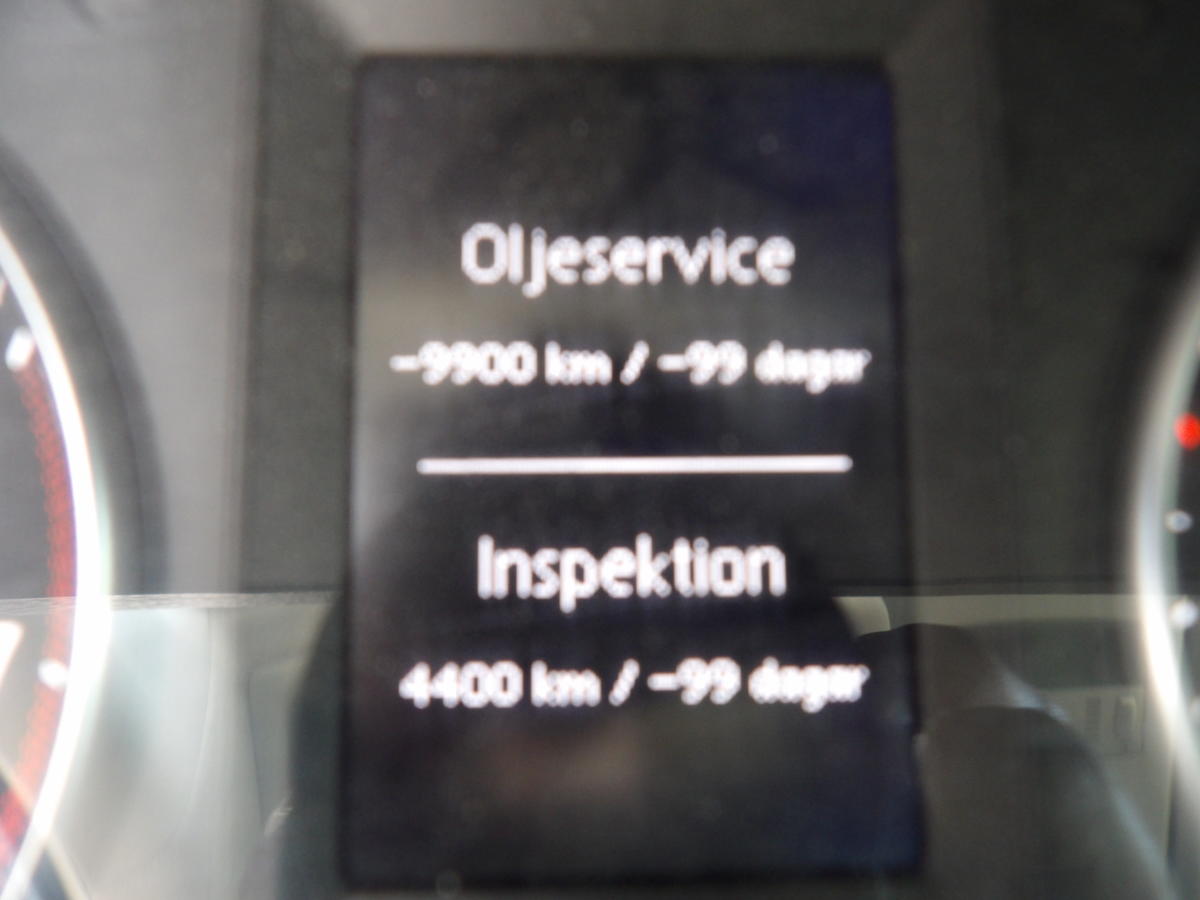 Oljeservice
-9900 km / -99 dagar
Inspektion
4400 km / -99 dagar